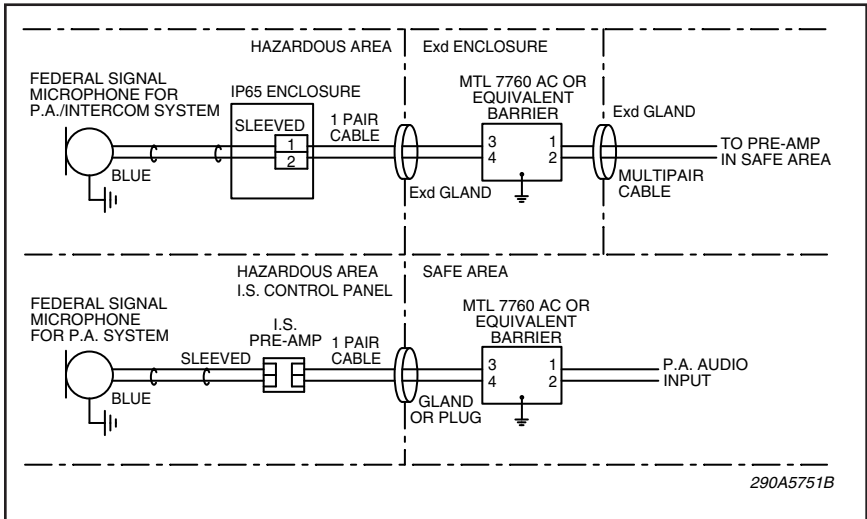 HAZARDOUS AREA
Exd ENCLOSURE
FEDERAL SIGNAL
MICROPHONE FOR
P.A./INTERCOM SYSTEM
IP65 ENCLOSURE
SLEEVED
1
2
1 PAIR
CABLE
BLUE
Exd GLAND
MTL 7760 AC OR
EQUIVALENT
BARRIER
3 1
4 2
Exd GLAND
MULTIPAIR
CABLE
TO PRE-AMP
IN SAFE AREA
HAZARDOUS AREA
I.S. CONTROL PANEL
SAFE AREA
FEDERAL SIGNAL
MICROPHONE
FOR P.A. SYSTEM
SLEEVED
BLUE
I.S.
PRE-AMP
1 PAIR
CABLE
GLAND
OR PLUG
MTL 7760 AC OR
EQUIVALENT
BARRIER
3 1
4 2
P.A. AUDIO
INPUT
290A5751B